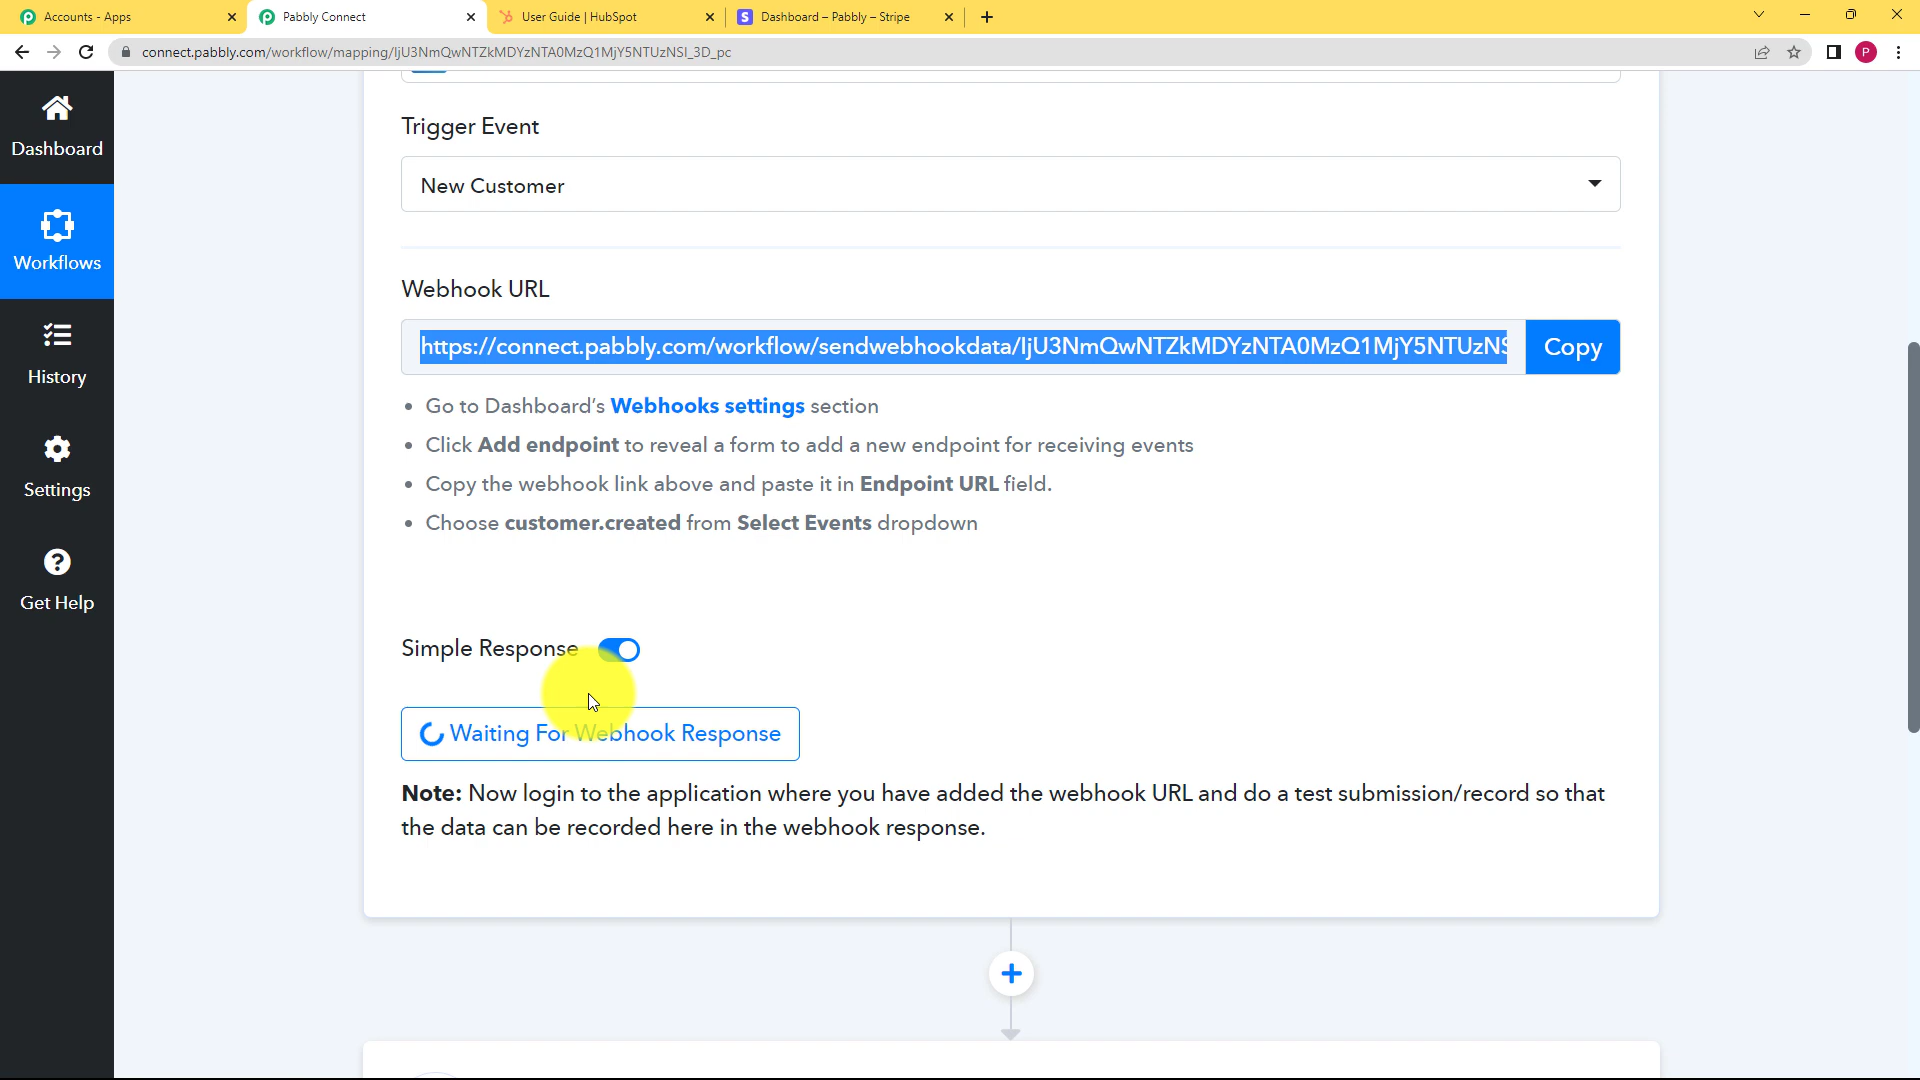 Accounts - Apps
Pabbly Connect
User Guide | HubSpot
S
Dashboard – Pabbly – Stripe
connect.pabbly.com/workflow/mapping/IjU3NmQwNTZkMDYzNTA0MzQ1MjY5NTUzNSI_3D_pc
P
Dashboard
Workflows
History
Settings
?
Get Help
Trigger Event
New Customer
Webhook URL
https://connect.pabbly.com/workflow/sendwebhookdata/IjU3NmQwNTZkMDYzNTA0MzQ1MjY5NTUzNS
Copy
• Go to Dashboard's Webhooks settings section
• Click Add endpoint to reveal a form to add a new endpoint for receiving events
• Copy the webhook link above and paste it in Endpoint URL field.
• Choose customer.created from Select Events dropdown
Simple Response
Waiting For Webhook Response
Note: Now login to the application where you have added the webhook URL and do a test submission/record so that
the data can be recorded here in the webhook response.